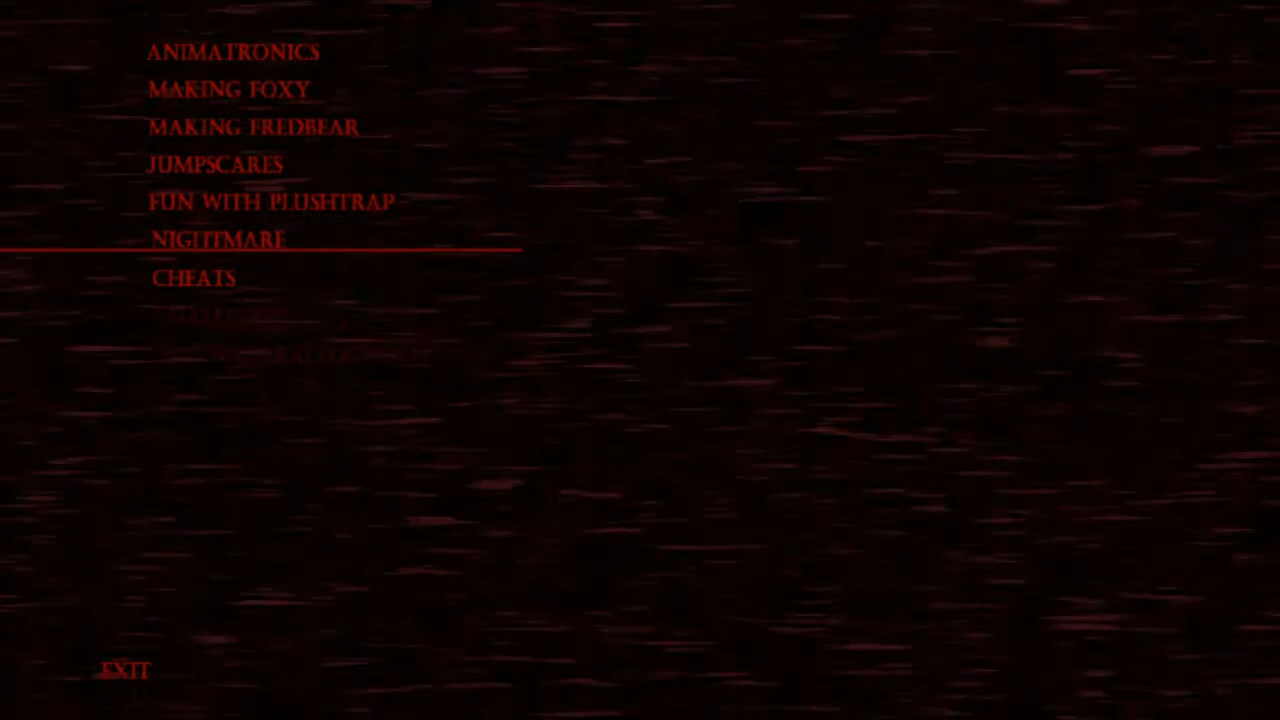 ANIMATRONICS
MAKING FOXY
MAKING FREDBEAR
JUMPSCARES
FUN WITH PLUSHTRAP
NIGHTMARE
CHEATS
EXIT